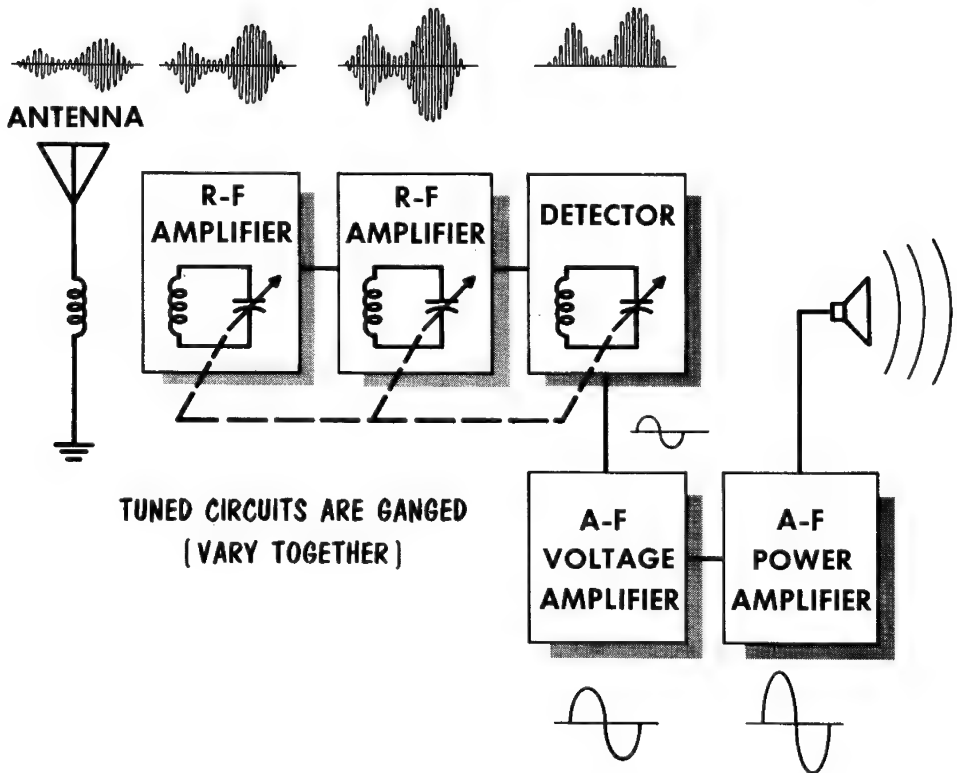 ANTENNA
R-F
AMPLIFIER
R-F
AMPLIFIER
DETECTOR
TUNED CIRCUITS ARE GANGED
(VARY TOGETHER)
A-F
VOLTAGE
AMPLIFIER
A-F
POWER
AMPLIFIER